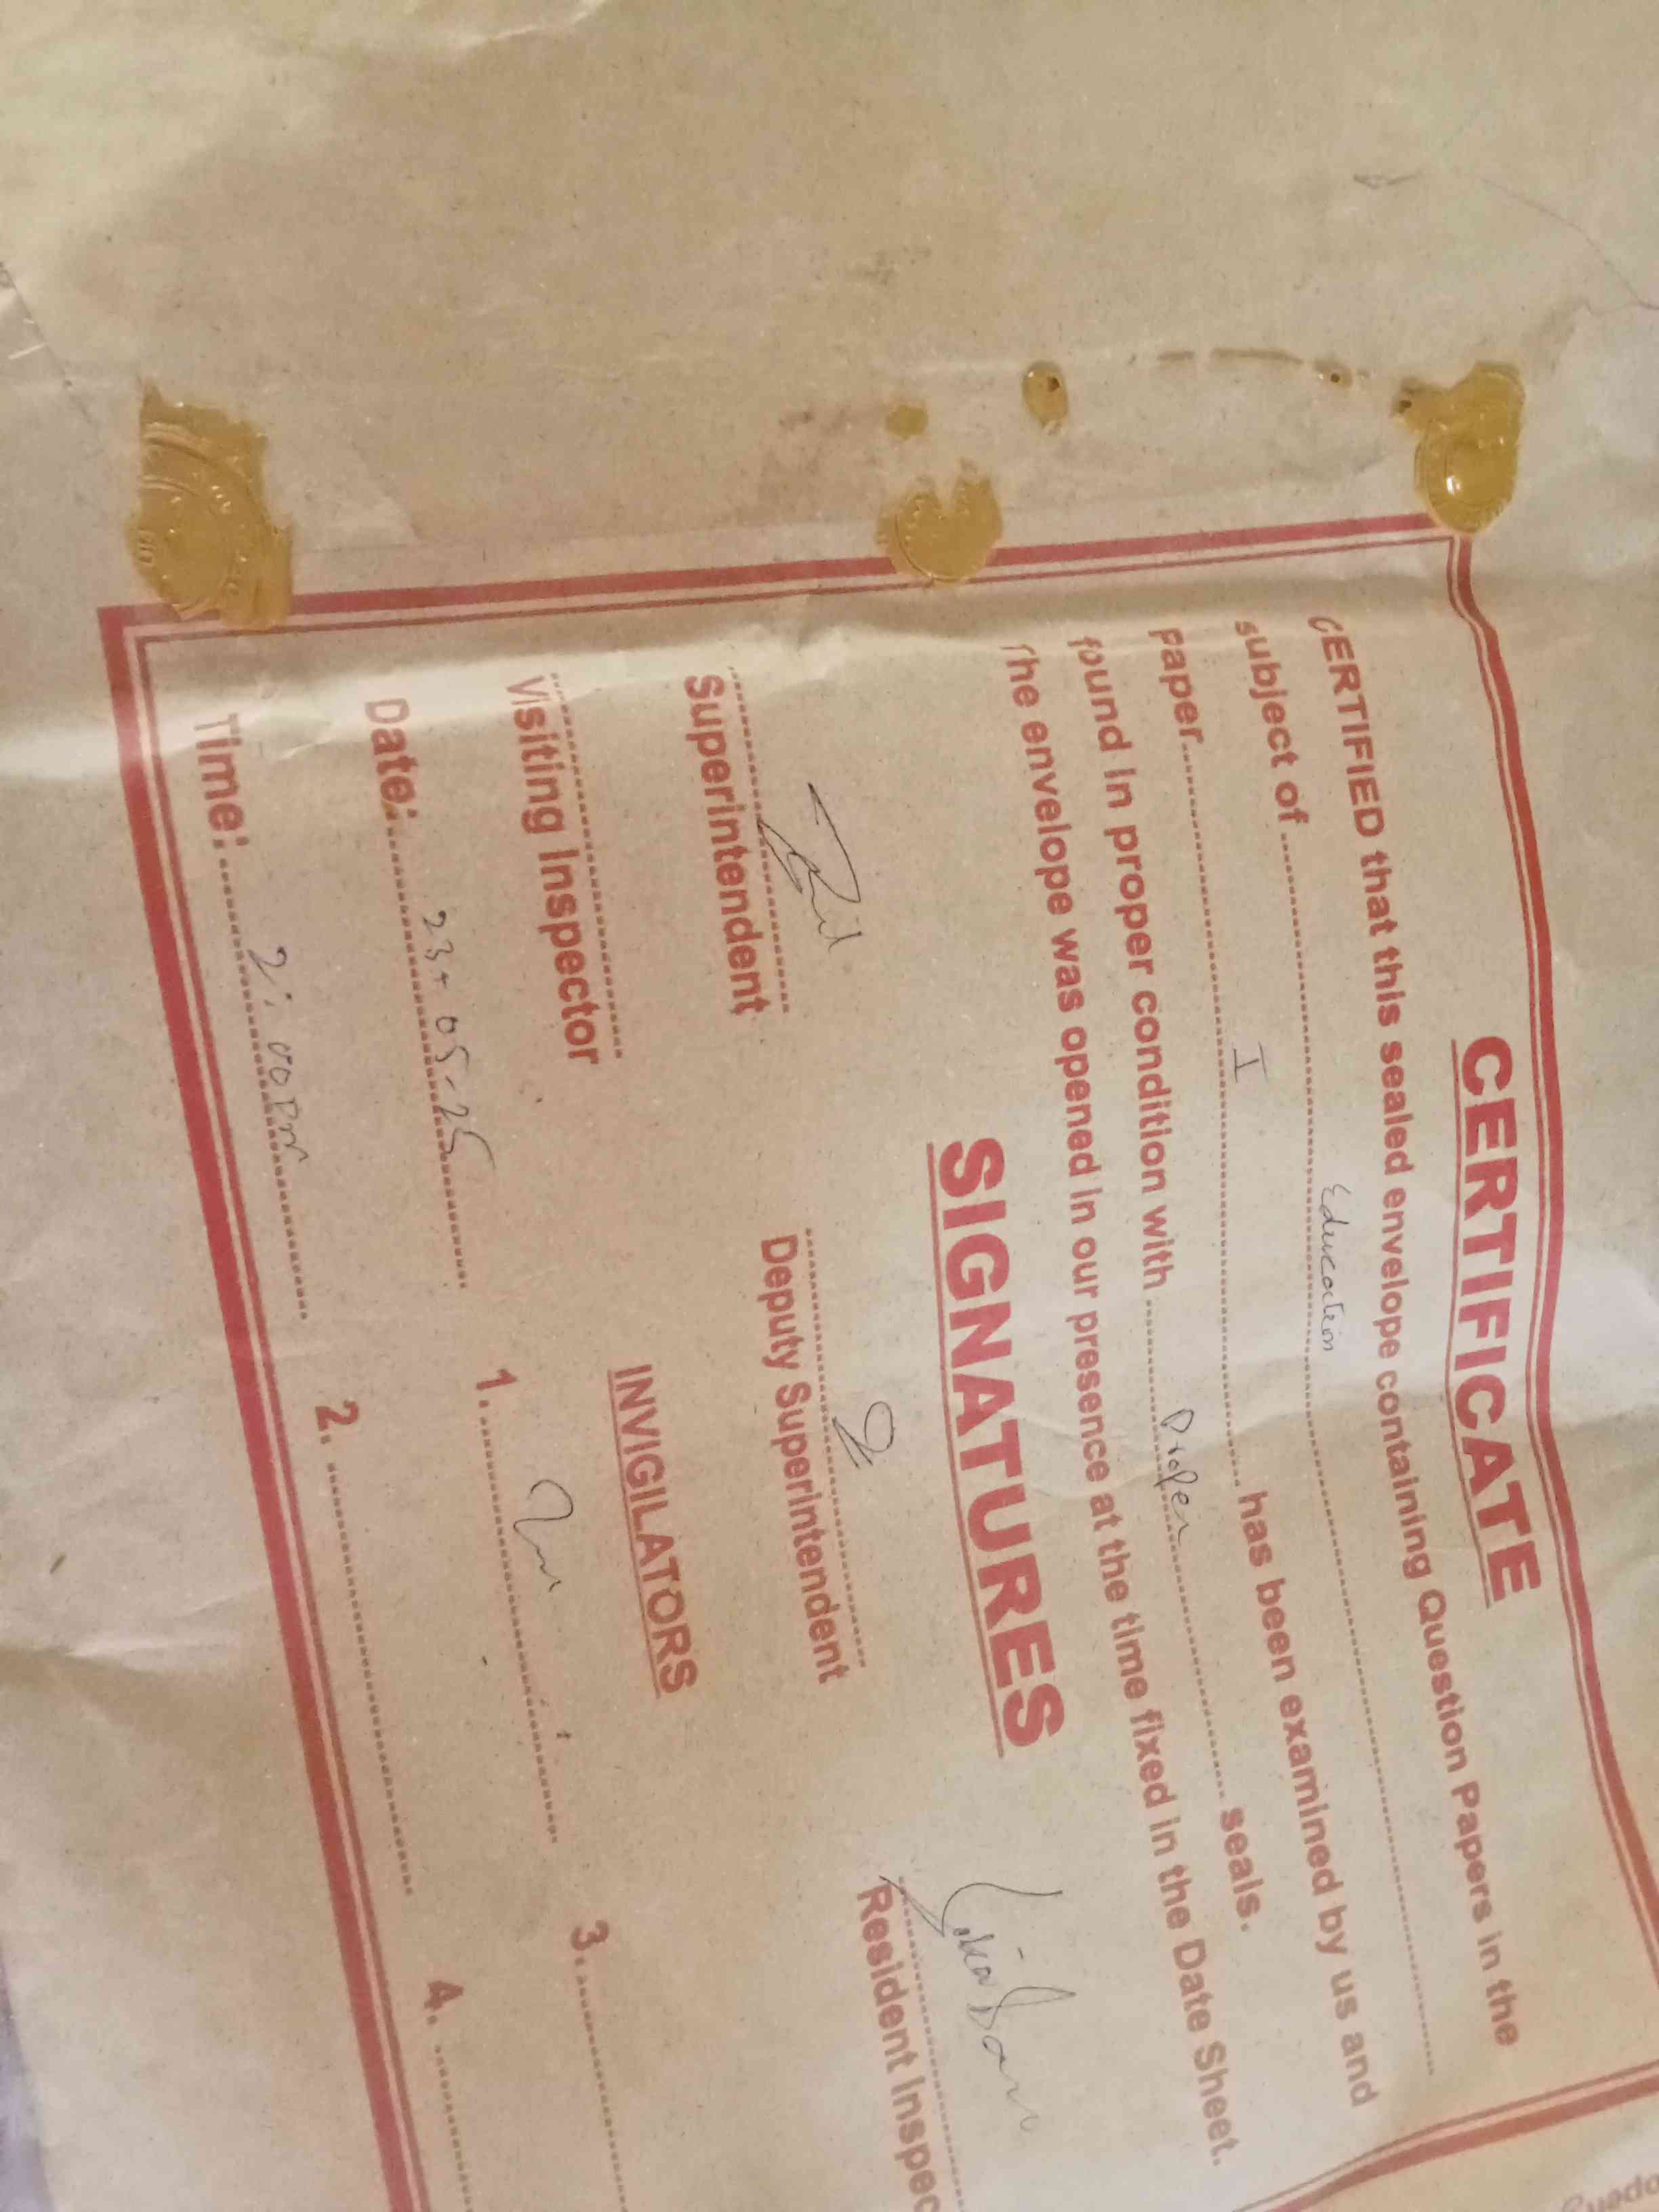 CERTIFICATE
CERTIFIED that this sealed envelope containing Question Papers in the
subject of ........ Education ........
paper ........ I ........ has been examined by us and
found in proper condition with ........ Proper ........ seals.
The envelope was opened in our presence at the time fixed in the Date Sheet.
SIGNATURES
Superintendent
Deputy Superintendent
Resident Inspec
Visiting Inspector
INVIGILATORS
Date: 23-05-25
1.
3.
Time: 2:00 PM
2.
4.